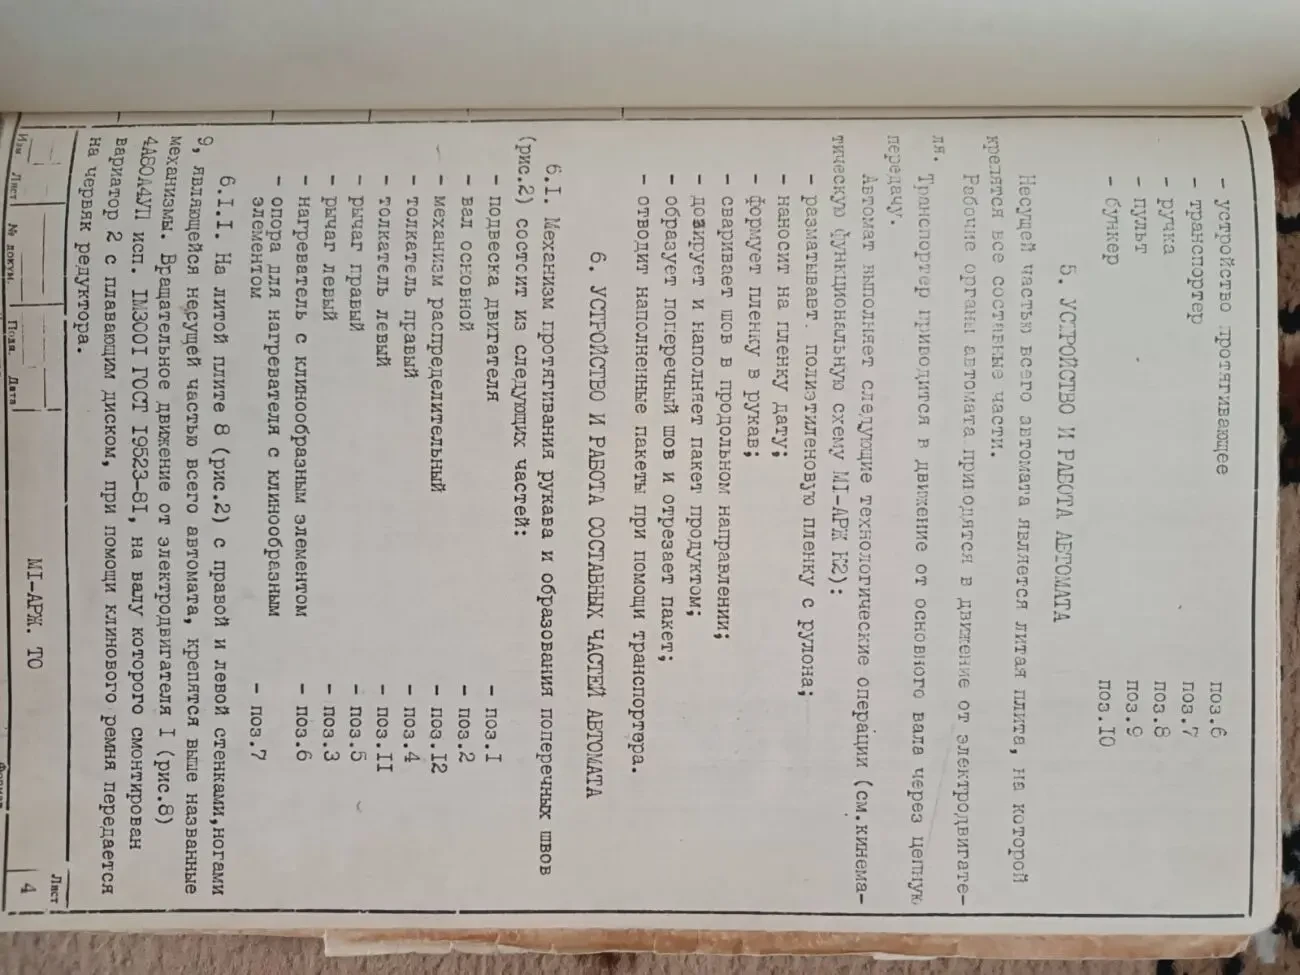 - устройство протягивающее поз.6
- транспортер поз.7
- ручка поз.8
- пульт поз.9
- бункер поз.I0
5. УСТРОЙСТВО И РАБОТА АВТОМАТА
Несущей частью всего автомата является литая плита, на которой
крепятся все составные части.
Рабочие органы автомата приводятся в движение от электродвигате-
ля. Транспортер приводится в движение от основного вала через цепную
передачу.
Автомат выполняет следующие технологические операции (см.кинема-
тическую функциональную схему MI-АРЖ К2):
- разматывает полиэтиленовую пленку с рулона;
- наносит на пленку дату;
- формует пленку в рукав;
- сваривает шов в продольном направлении;
- дозирует и наполняет пакет продуктом;
- образует поперечный шов и отрезает пакет;
- отводит наполненные пакеты при помощи транспортера.
6. УСТРОЙСТВО И РАБОТА СОСТАВНЫХ ЧАСТЕЙ АВТОМАТА
6.I. Механизм протягивания рукава и образования поперечных швов
(рис.2) состоит из следующих частей:
- подвеска двигателя - поз.I
- вал основной - поз.2
- механизм распределительный - поз.I2
- толкатель правый - поз.4
- толкатель левый - поз.II
- рычаг правый - поз.5
- рычаг левый - поз.3
- нагреватель с клинообразным элементом - поз.6
- опора для нагревателя с клинообразным
элементом - поз.7
6.I.I. На литой плите 8 (рис.2) с правой и левой стенками,ногами
9, являющейся несущей частью всего автомата, крепятся выше названные
механизмы. Вращательное движение от электродвигателя I (рис.8)
4А80А4УП исп. IM300I ГОСТ I9523-8I, на валу которого смонтирован
вариатор 2 с плавающим диском, при помощи клинового ремня передается
на червяк редуктора.
Изм Лист № докум. Подп. Дата
MI-АРЖ. ТО
Лист
4